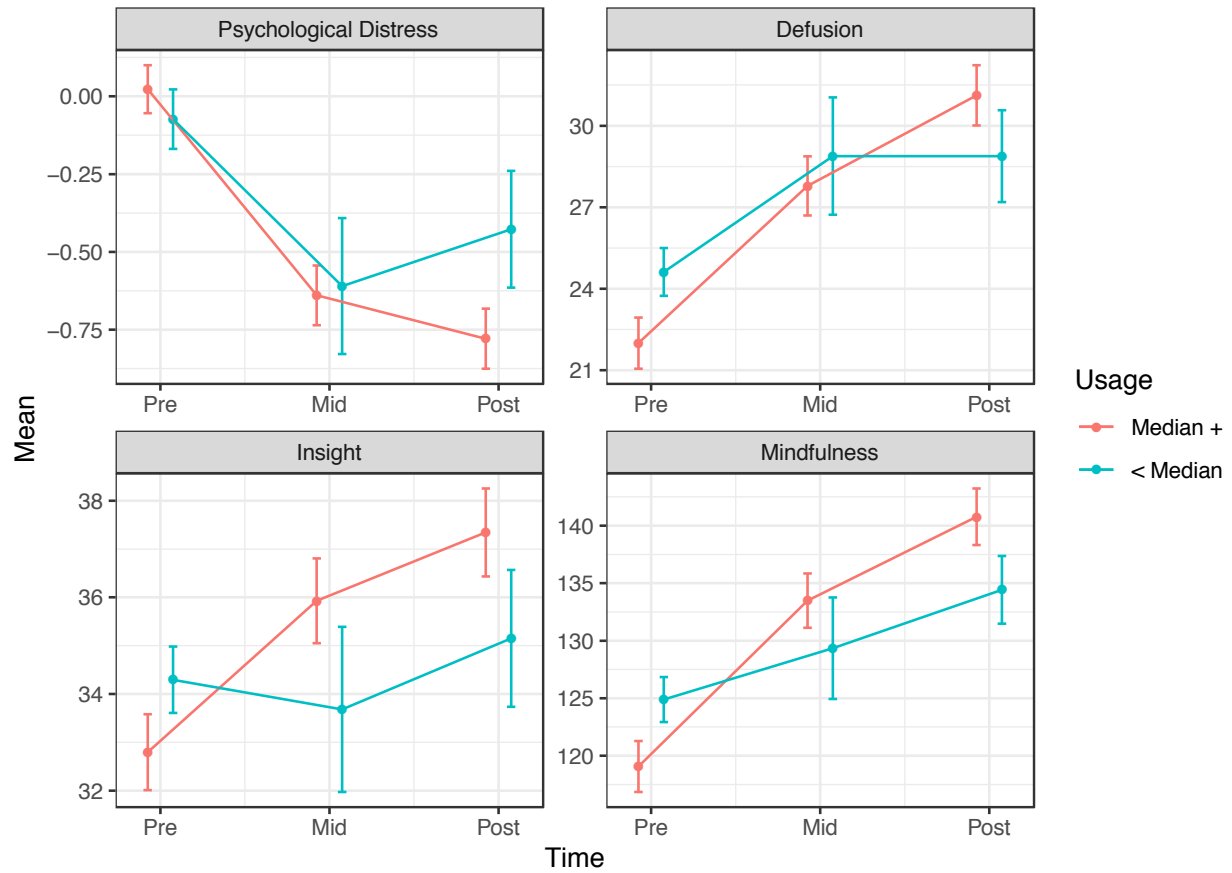 Psychological Distress
Defusion
0.00
−0.25
−0.50
−0.75
30
27
24
21
Pre
Mid
Post
Pre
Mid
Post
Insight
Mindfulness
38
36
34
32
140
135
130
125
120
Pre
Mid
Post
Pre
Mid
Post
Mean
Time
Usage
Median +
< Median